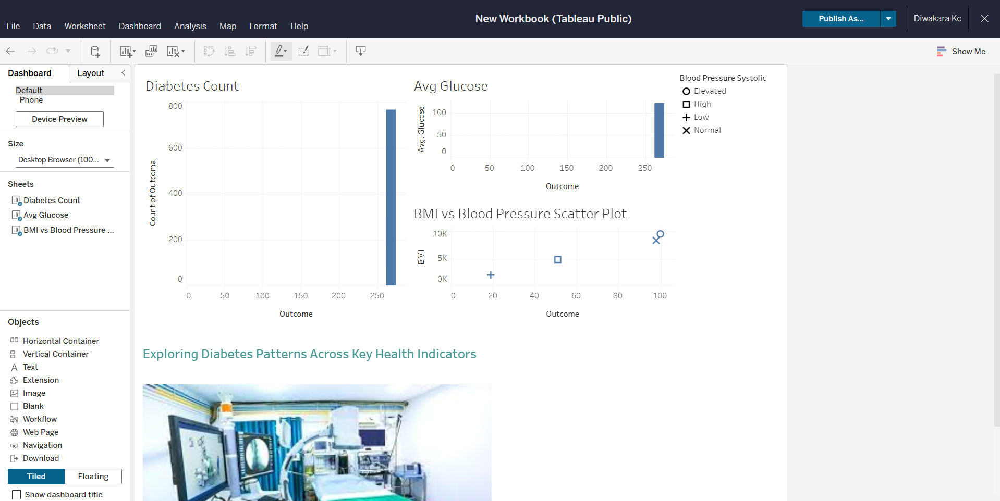 New Workbook (Tableau Public)
Publish As...
Diwakara Kc
File Data Worksheet Dashboard Analysis Map Format Help
Show Me
Dashboard Layout
Default
Phone
Device Preview
Size
Desktop Browser (100...
Sheets
Diabetes Count
Avg Glucose
BMI vs Blood Pressure ...
Objects
Horizontal Container
Vertical Container
Text
Extension
Image
Blank
Workflow
Web Page
Navigation
Download
Tiled Floating
Show dashboard title
Diabetes Count
Count of Outcome
800
600
400
200
0
0 50 100 150 200 250
Outcome
Avg Glucose
Avg. Glucose
100
50
0
0 50 100 150 200 250
Outcome
Blood Pressure Systolic
Elevated
High
Low
Normal
BMI vs Blood Pressure Scatter Plot
BMI
10K
5K
0K
0 20 40 60 80 100
Outcome
Exploring Diabetes Patterns Across Key Health Indicators